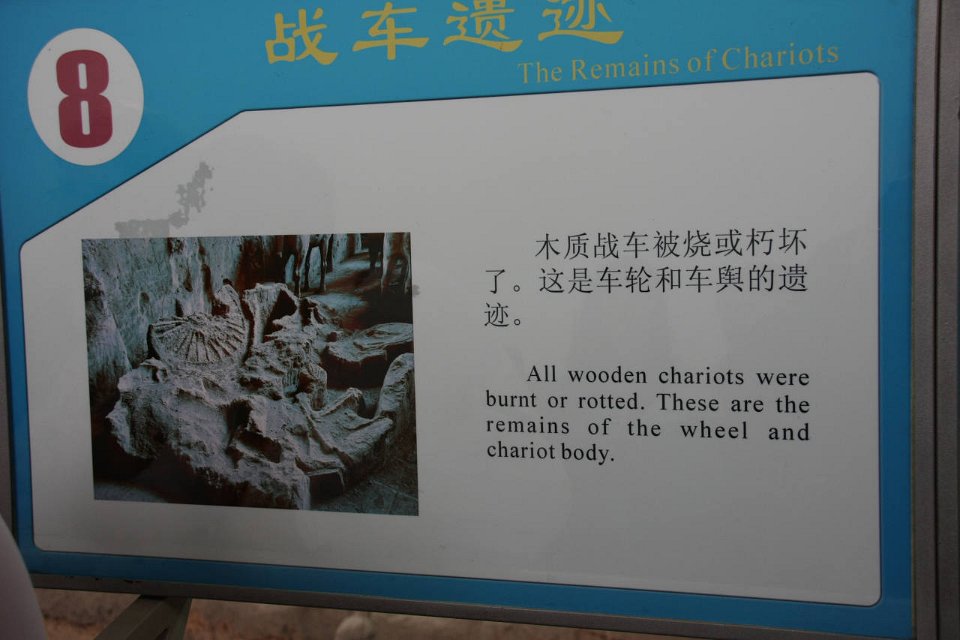 8
战车遗迹
The Remains of Chariots
木质战车被烧或朽坏
了。这是车轮和车舆的遗
迹。
All wooden chariots were
burnt or rotted. These are the
remains of the wheel and
chariot body.